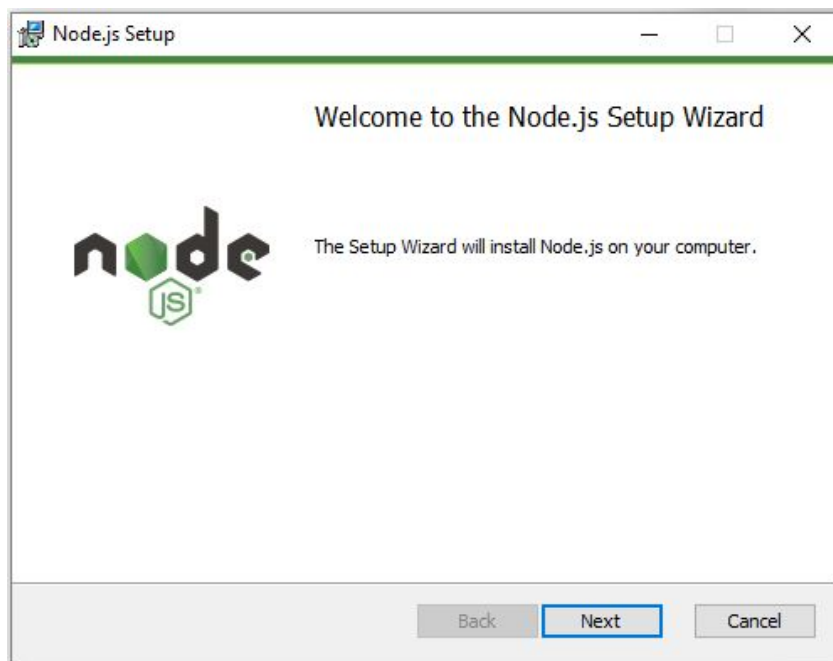 Node.js Setup
Welcome to the Node.js Setup Wizard
The Setup Wizard will install Node.js on your computer.
node
JS®
Back
Next
Cancel